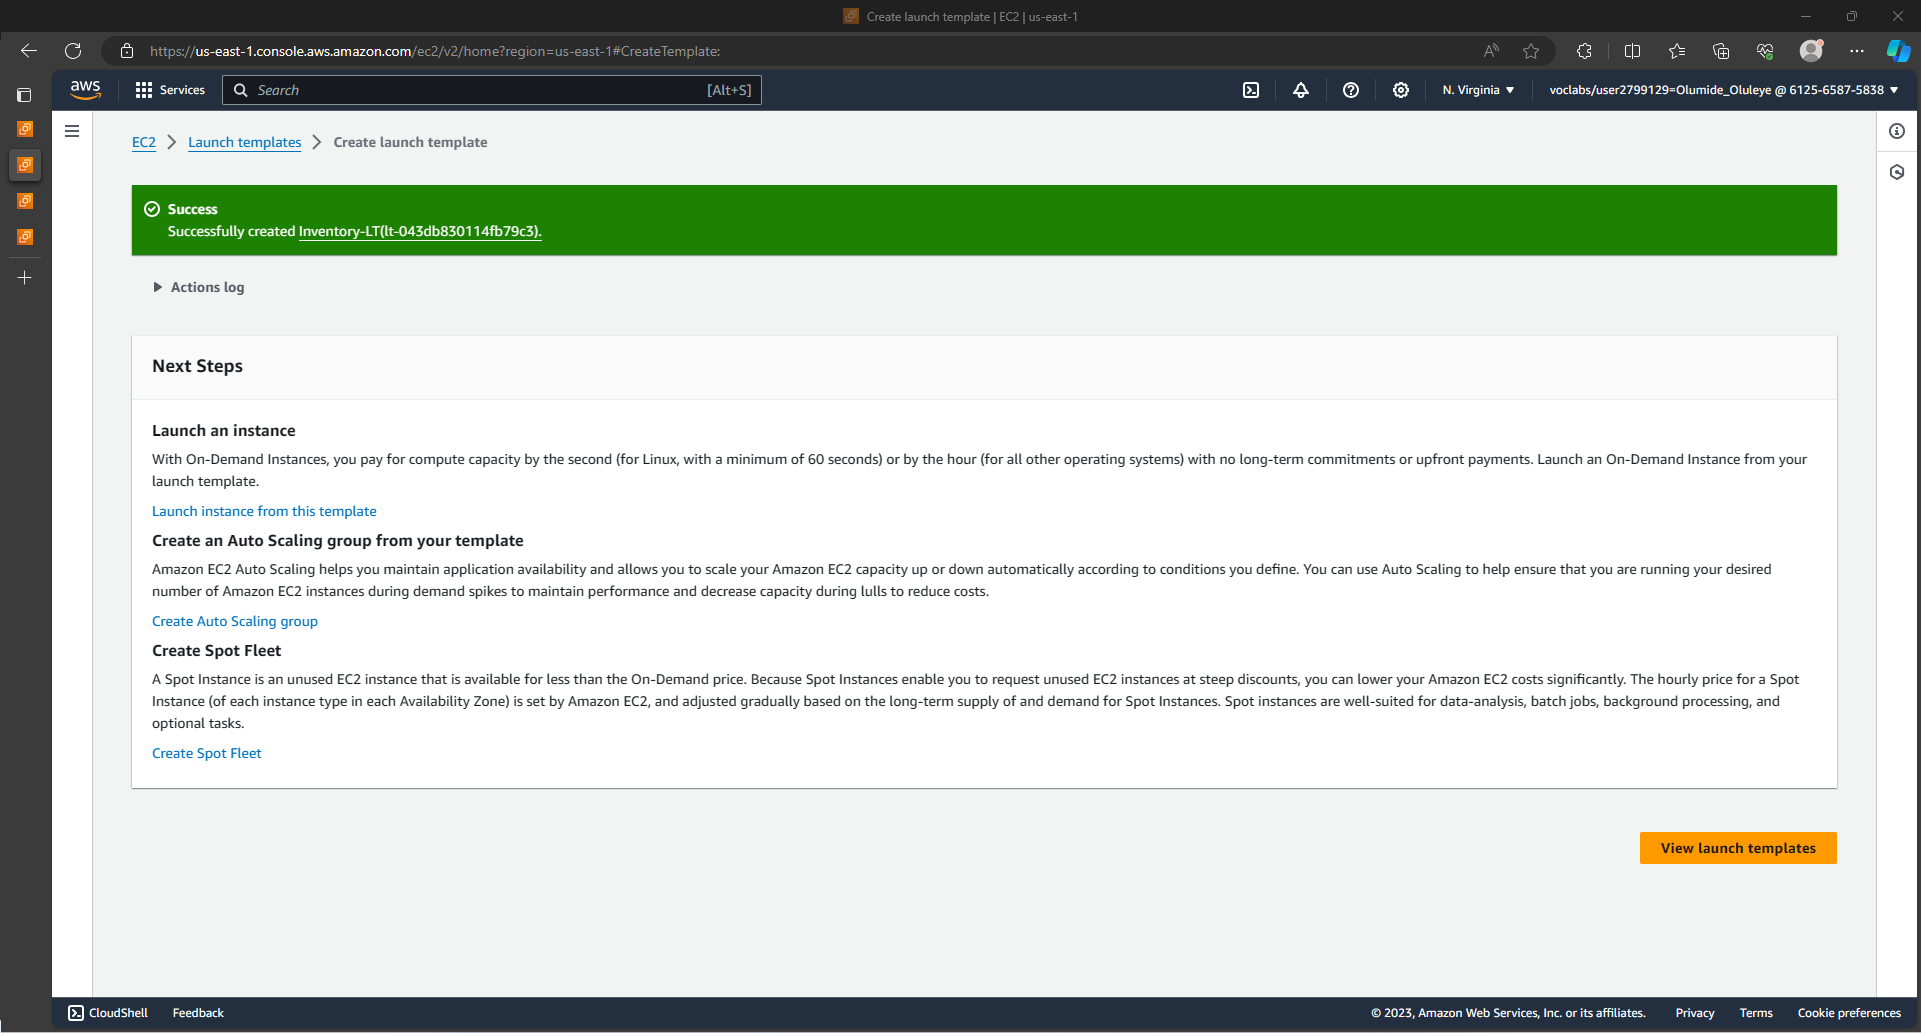 Create launch template | EC2 | us-east-1
https://us-east-1.console.aws.amazon.com/ec2/v2/home?region=us-east-1#CreateTemplate:
aws Services Search [Alt+S] N. Virginia ▼ voclabs/user2799129=Olumide_Oluleye @ 6125-6587-5838 ▼
EC2 > Launch templates > Create launch template
Success
Successfully created Inventory-LT(lt-043db830114fb79c3).
Actions log
Next Steps
Launch an instance
With On-Demand Instances, you pay for compute capacity by the second (for Linux, with a minimum of 60 seconds) or by the hour (for all other operating systems) with no long-term commitments or upfront payments. Launch an On-Demand Instance from your
launch template.
Launch instance from this template
Create an Auto Scaling group from your template
Amazon EC2 Auto Scaling helps you maintain application availability and allows you to scale your Amazon EC2 capacity up or down automatically according to conditions you define. You can use Auto Scaling to help ensure that you are running your desired
number of Amazon EC2 instances during demand spikes to maintain performance and decrease capacity during lulls to reduce costs.
Create Auto Scaling group
Create Spot Fleet
A Spot Instance is an unused EC2 instance that is available for less than the On-Demand price. Because Spot Instances enable you to request unused EC2 instances at steep discounts, you can lower your Amazon EC2 costs significantly. The hourly price for a Spot
Instance (of each instance type in each Availability Zone) is set by Amazon EC2, and adjusted gradually based on the long-term supply of and demand for Spot Instances. Spot instances are well-suited for data-analysis, batch jobs, background processing, and
optional tasks.
Create Spot Fleet
View launch templates
CloudShell Feedback © 2023, Amazon Web Services, Inc. or its affiliates. Privacy Terms Cookie preferences